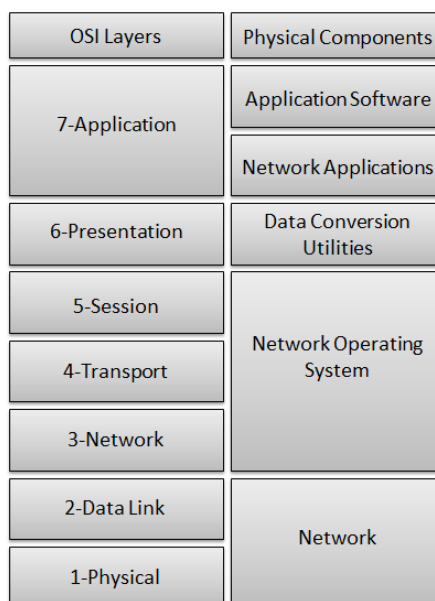 OSI Layers
Physical Components
7-Application
Application Software
Network Applications
6-Presentation
Data Conversion
Utilities
5-Session
Network Operating
System
4-Transport
3-Network
2-Data Link
Network
1-Physical